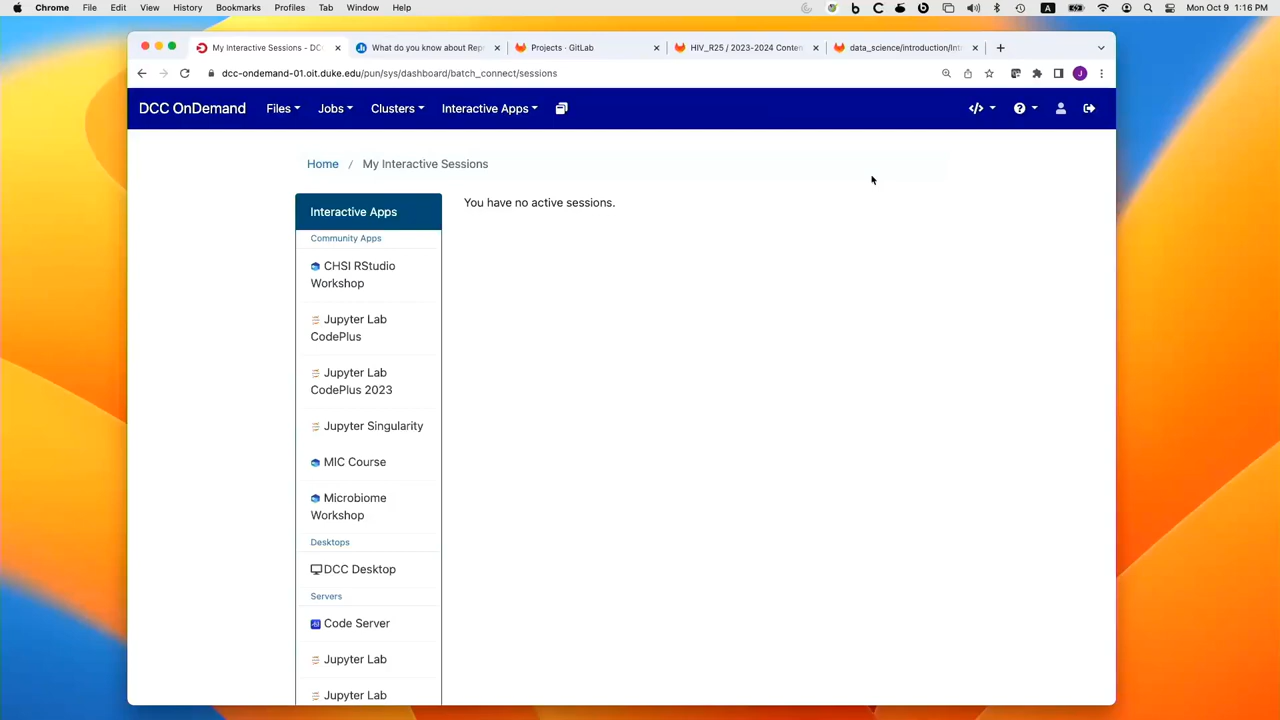 Chrome File Edit View History Bookmarks Profiles Tab Window Help Mon Oct 9 1:16 PM
My Interactive Sessions - DCC What do you know about Repr Projects · GitLab HIV_R25 / 2023-2024 Conten data_science/introduction/Int
dcc-ondemand-01.oit.duke.edu/pun/sys/dashboard/batch_connect/sessions
DCC OnDemand Files Jobs Clusters Interactive Apps
Home / My Interactive Sessions
Interactive Apps
You have no active sessions.
Community Apps
CHSI RStudio
Workshop
Jupyter Lab
CodePlus
Jupyter Lab
CodePlus 2023
Jupyter Singularity
MIC Course
Microbiome
Workshop
Desktops
DCC Desktop
Servers
Code Server
Jupyter Lab
Jupyter Lab